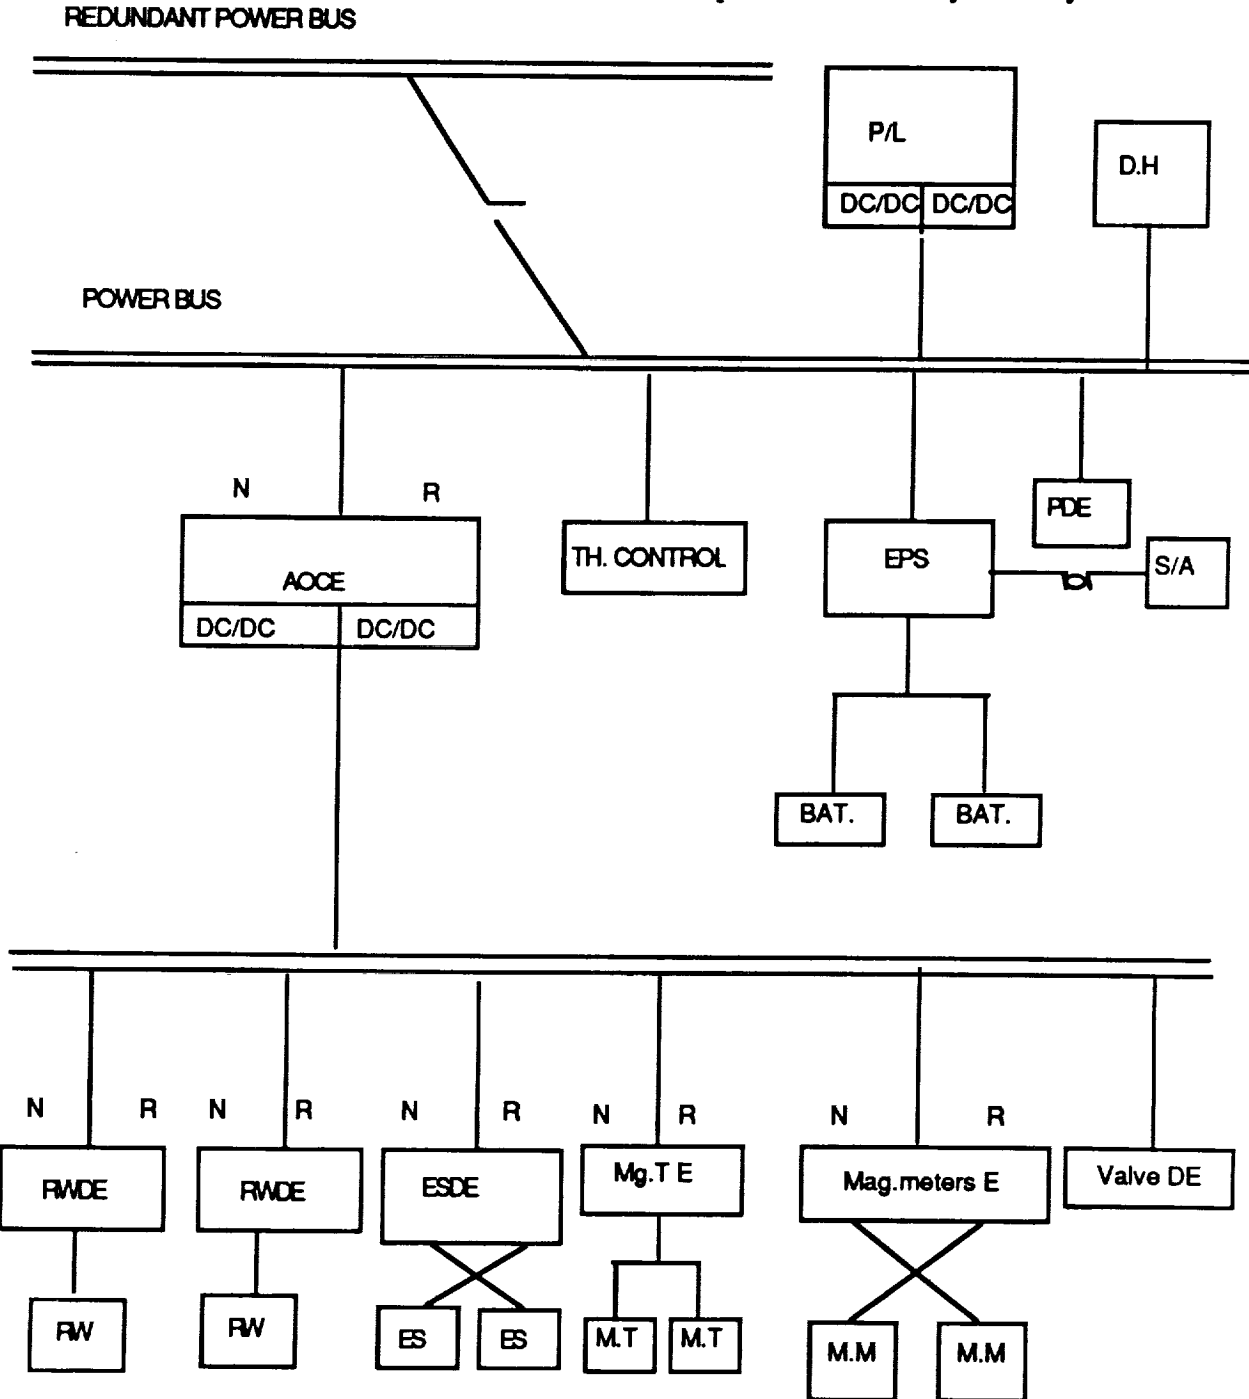 REDUNDANT POWER BUS
P/L
D.H
DC/DC DC/DC
POWER BUS
N R
PDE
TH. CONTROL
EPS
S/A
AOCE
DC/DC DC/DC
BAT. BAT.
N R N R N R N R N R
RWDE RWDE ESDE Mg.T E Mag.meters E Valve DE
RW RW ES ES M.T M.T M.M M.M